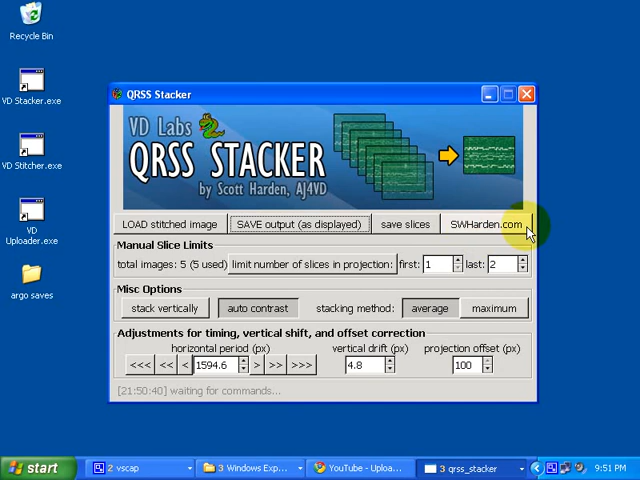 Recycle Bin
VD Stacker.exe
VD Stitcher.exe
VD
Uploader.exe
argo saves
QRSS Stacker
VD Labs
QRSS STACKER
by Scott Harden, AJ4VD
LOAD stitched image SAVE output (as displayed) save slices SWHarden.com
Manual Slice Limits
total images: 5 (5 used) limit number of slices in projection: first: 1 last: 2
Misc Options
stack vertically auto contrast stacking method: average maximum
Adjustments for timing, vertical shift, and offset correction
horizontal period (px) vertical drift (px) projection offset (px)
<<< << < 1594.6 > >> >>> 4.8 100
[21:50:40] waiting for commands...
start 2 vscap 3 Windows Exp... YouTube - Uploa... 3 qrss_stacker 9:51 PM